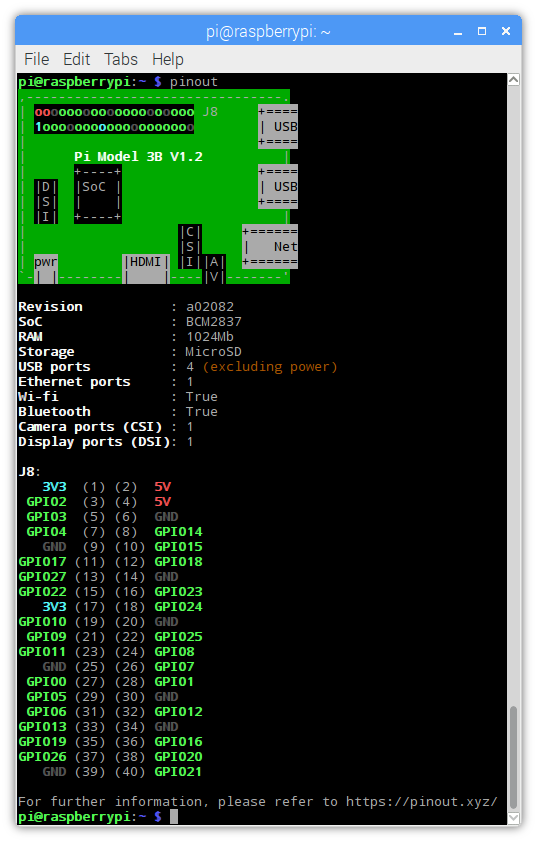 pi@raspberrypi: ~
File Edit Tabs Help
pi@raspberrypi:~ $ pinout
,--------------------------------.
| oooooooooooooooooooo J8     +====
| 1ooooooooooooooooooo        | USB
|                             +====
|      Pi Model 3B V1.2          |
|      +----+                 +====
| |D|  |SoC |                 | USB
| |S|  |    |                 +====
| |I|  +----+                    |
|                   |C|     +======
|                   |S|     |   Net
| pwr        |HDMI| |I||A|  +======
`-| |--------|    |----|V|-------'

Revision           : a02082
SoC                : BCM2837
RAM                : 1024Mb
Storage            : MicroSD
USB ports          : 4 (excluding power)
Ethernet ports     : 1
Wi-fi              : True
Bluetooth          : True
Camera ports (CSI) : 1
Display ports (DSI): 1

J8:
   3V3  (1) (2)  5V
 GPIO2  (3) (4)  5V
 GPIO3  (5) (6)  GND
 GPIO4  (7) (8)  GPIO14
   GND  (9) (10) GPIO15
GPIO17 (11) (12) GPIO18
GPIO27 (13) (14) GND
GPIO22 (15) (16) GPIO23
   3V3 (17) (18) GPIO24
GPIO10 (19) (20) GND
 GPIO9 (21) (22) GPIO25
GPIO11 (23) (24) GPIO8
   GND (25) (26) GPIO7
 GPIO0 (27) (28) GPIO1
 GPIO5 (29) (30) GND
 GPIO6 (31) (32) GPIO12
GPIO13 (33) (34) GND
GPIO19 (35) (36) GPIO16
GPIO26 (37) (38) GPIO20
   GND (39) (40) GPIO21

For further information, please refer to https://pinout.xyz/
pi@raspberrypi:~ $